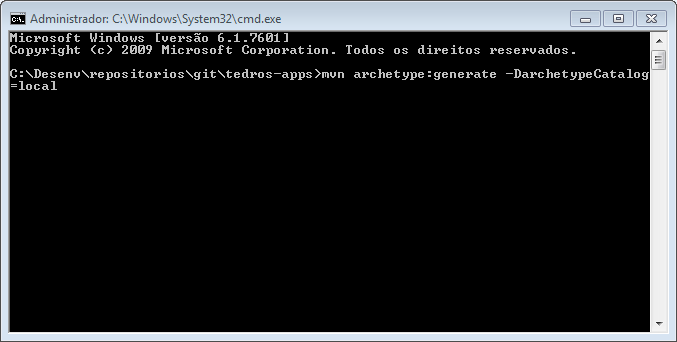 Administrador: C:\Windows\System32\cmd.exe
Microsoft Windows [versão 6.1.7601]
Copyright (c) 2009 Microsoft Corporation. Todos os direitos reservados.
C:\Desenv\repositorios\git\tedros-apps>mvn archetype:generate -DarchetypeCatalog
=local